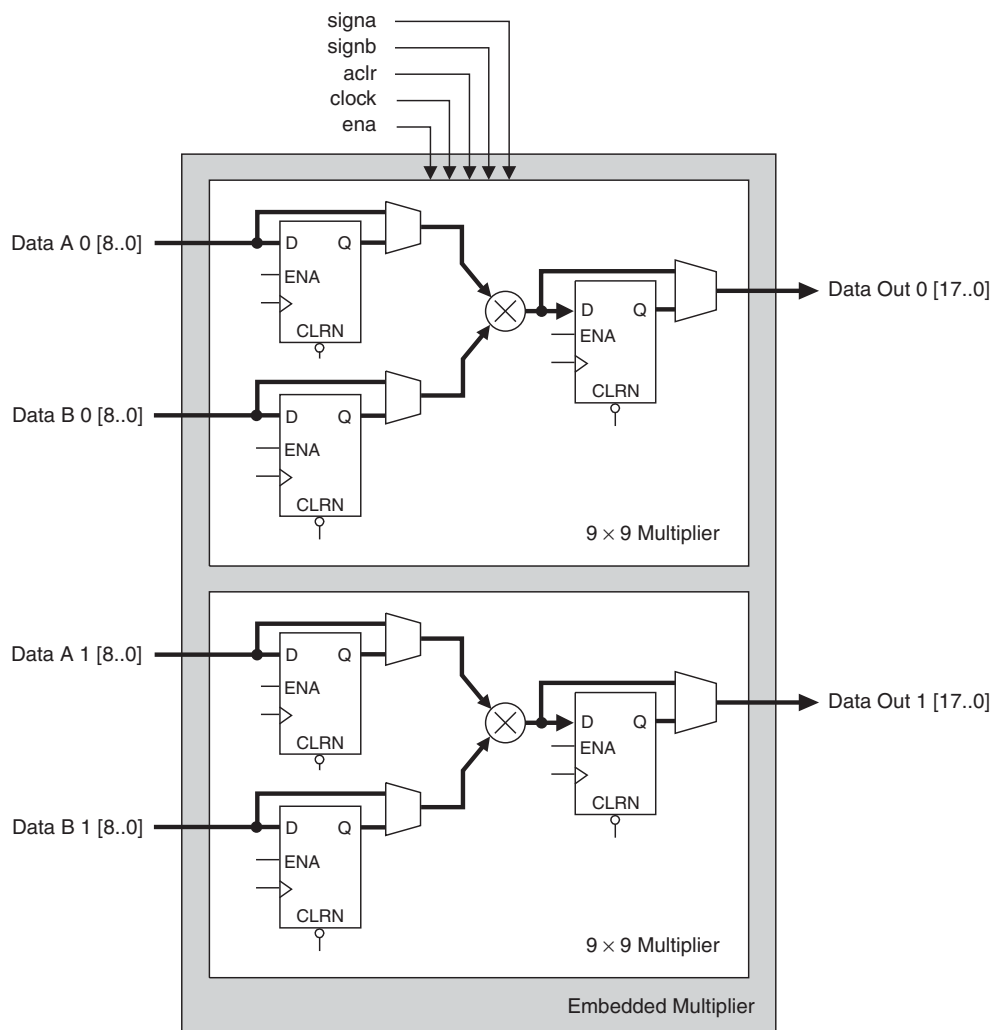 signa
signb
aclr
clock
ena
Data A 0 [8..0]
D Q
ENA
CLRN
Data B 0 [8..0]
D Q
ENA
CLRN
D Q
ENA
CLRN
Data Out 0 [17..0]
9 × 9 Multiplier
Data A 1 [8..0]
D Q
ENA
CLRN
Data B 1 [8..0]
D Q
ENA
CLRN
D Q
ENA
CLRN
Data Out 1 [17..0]
9 × 9 Multiplier
Embedded Multiplier